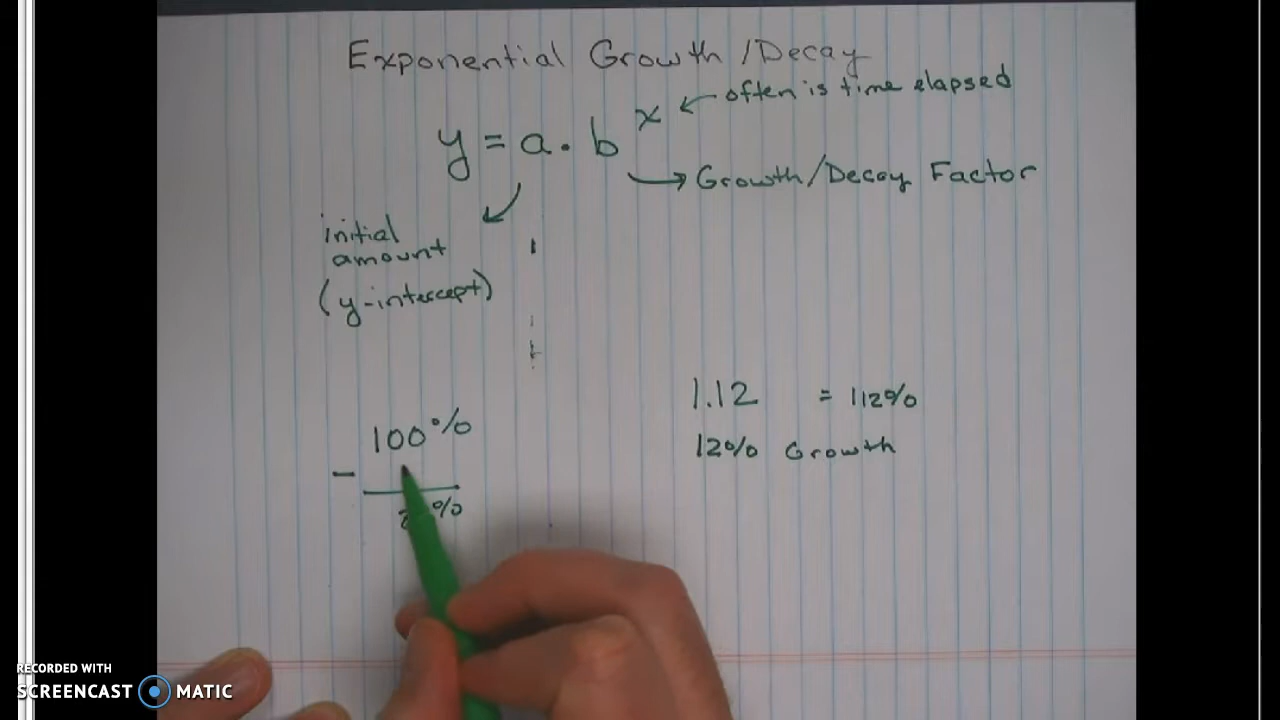 Exponential Growth/Decay
often is time elapsed
y = a · b^x
Growth/Decay Factor
initial
amount
(y-intercept)
1.12 = 112%
100%
12% Growth
-
%
RECORDED WITH
SCREENCAST MATIC